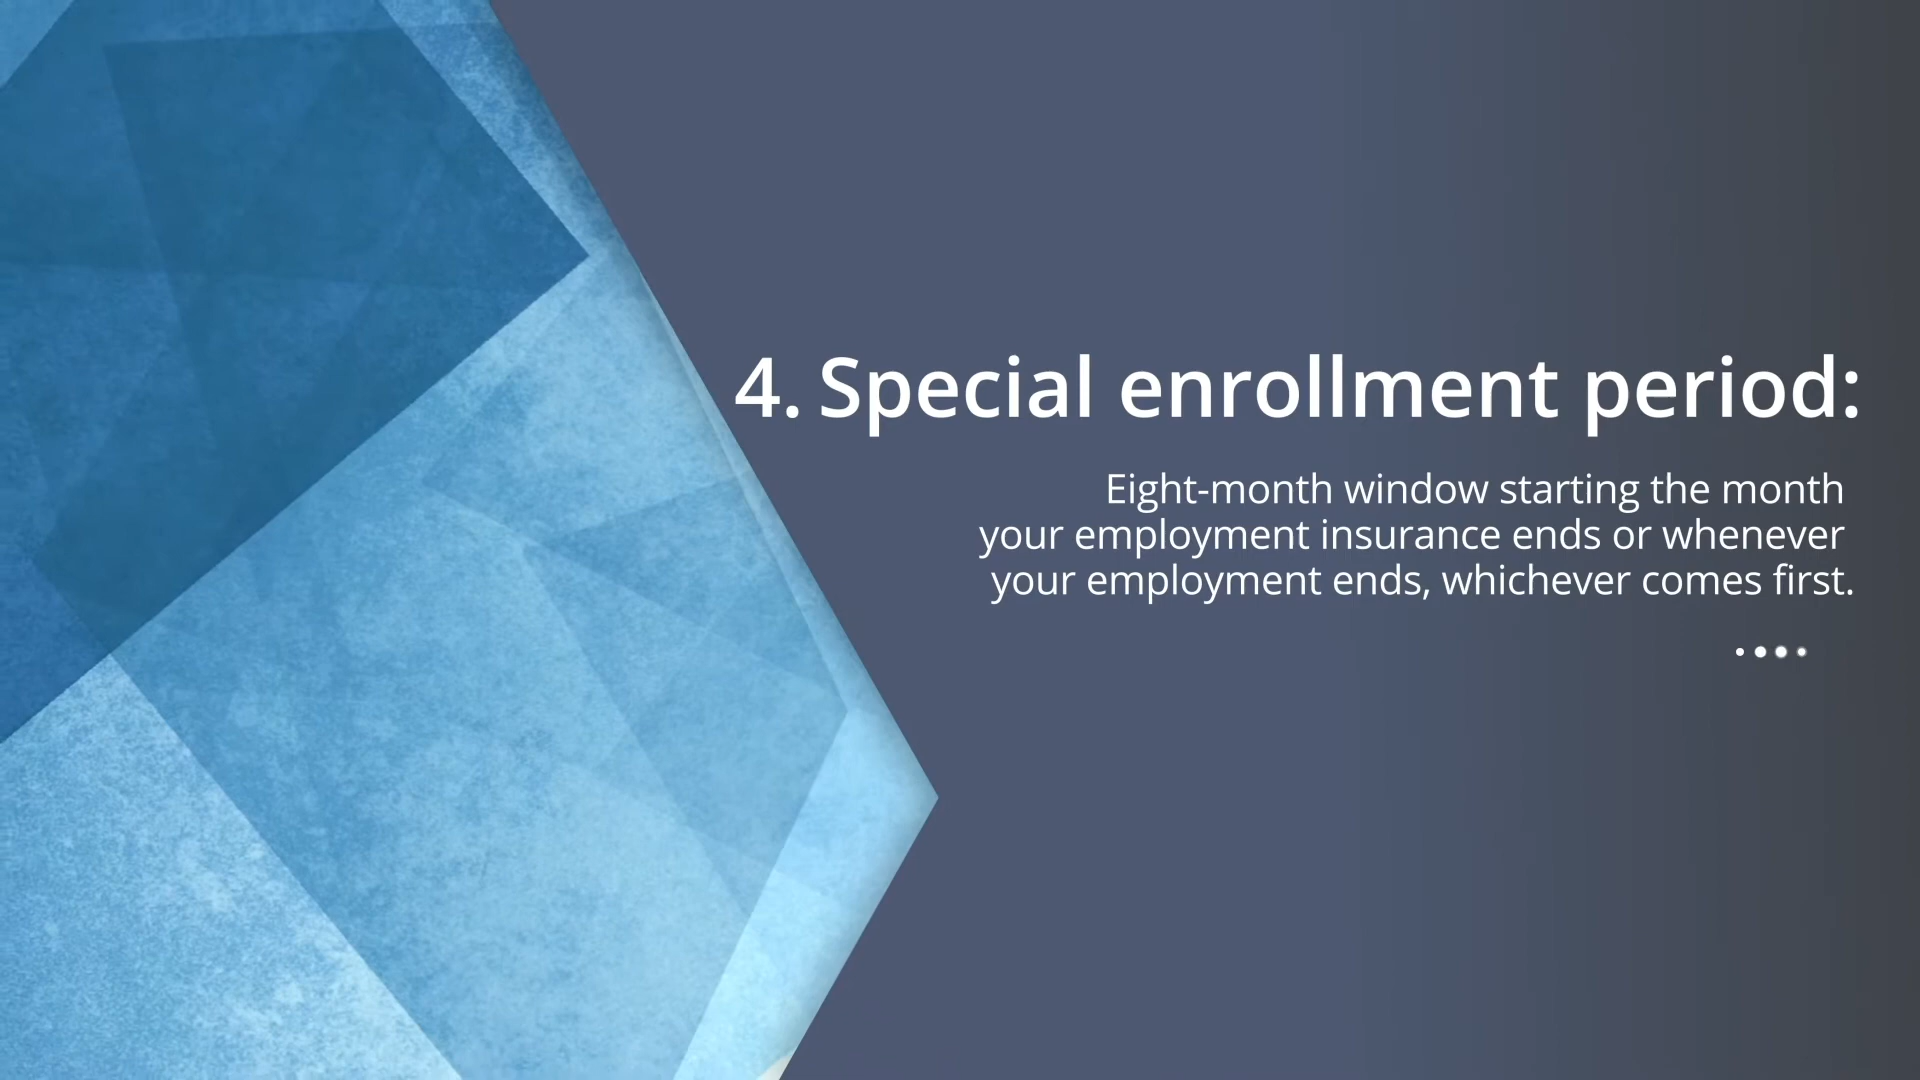 4. Special enrollment period:
Eight-month window starting the month
your employment insurance ends or whenever
your employment ends, whichever comes first.